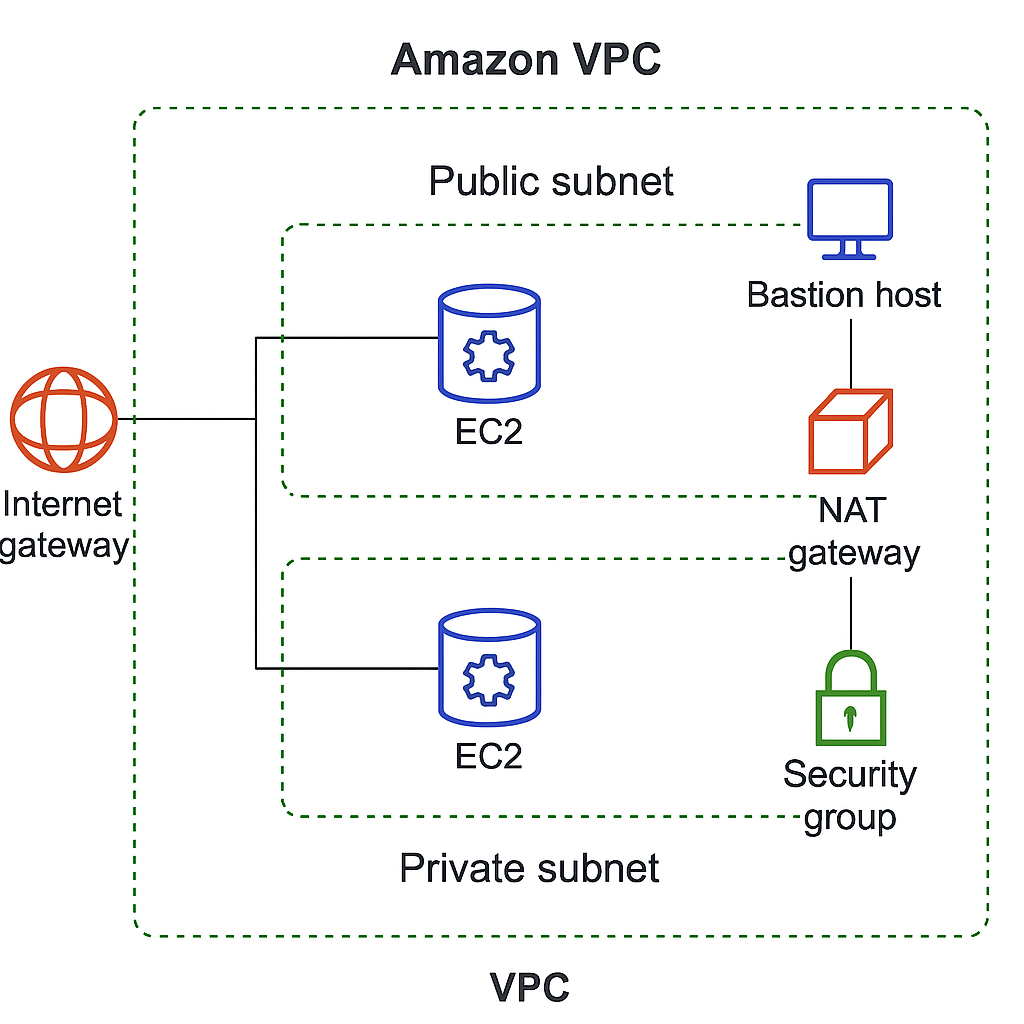 Amazon VPC
Public subnet
Bastion host
EC2
Internet
gateway
NAT
gateway
EC2
Security
group
Private subnet
VPC